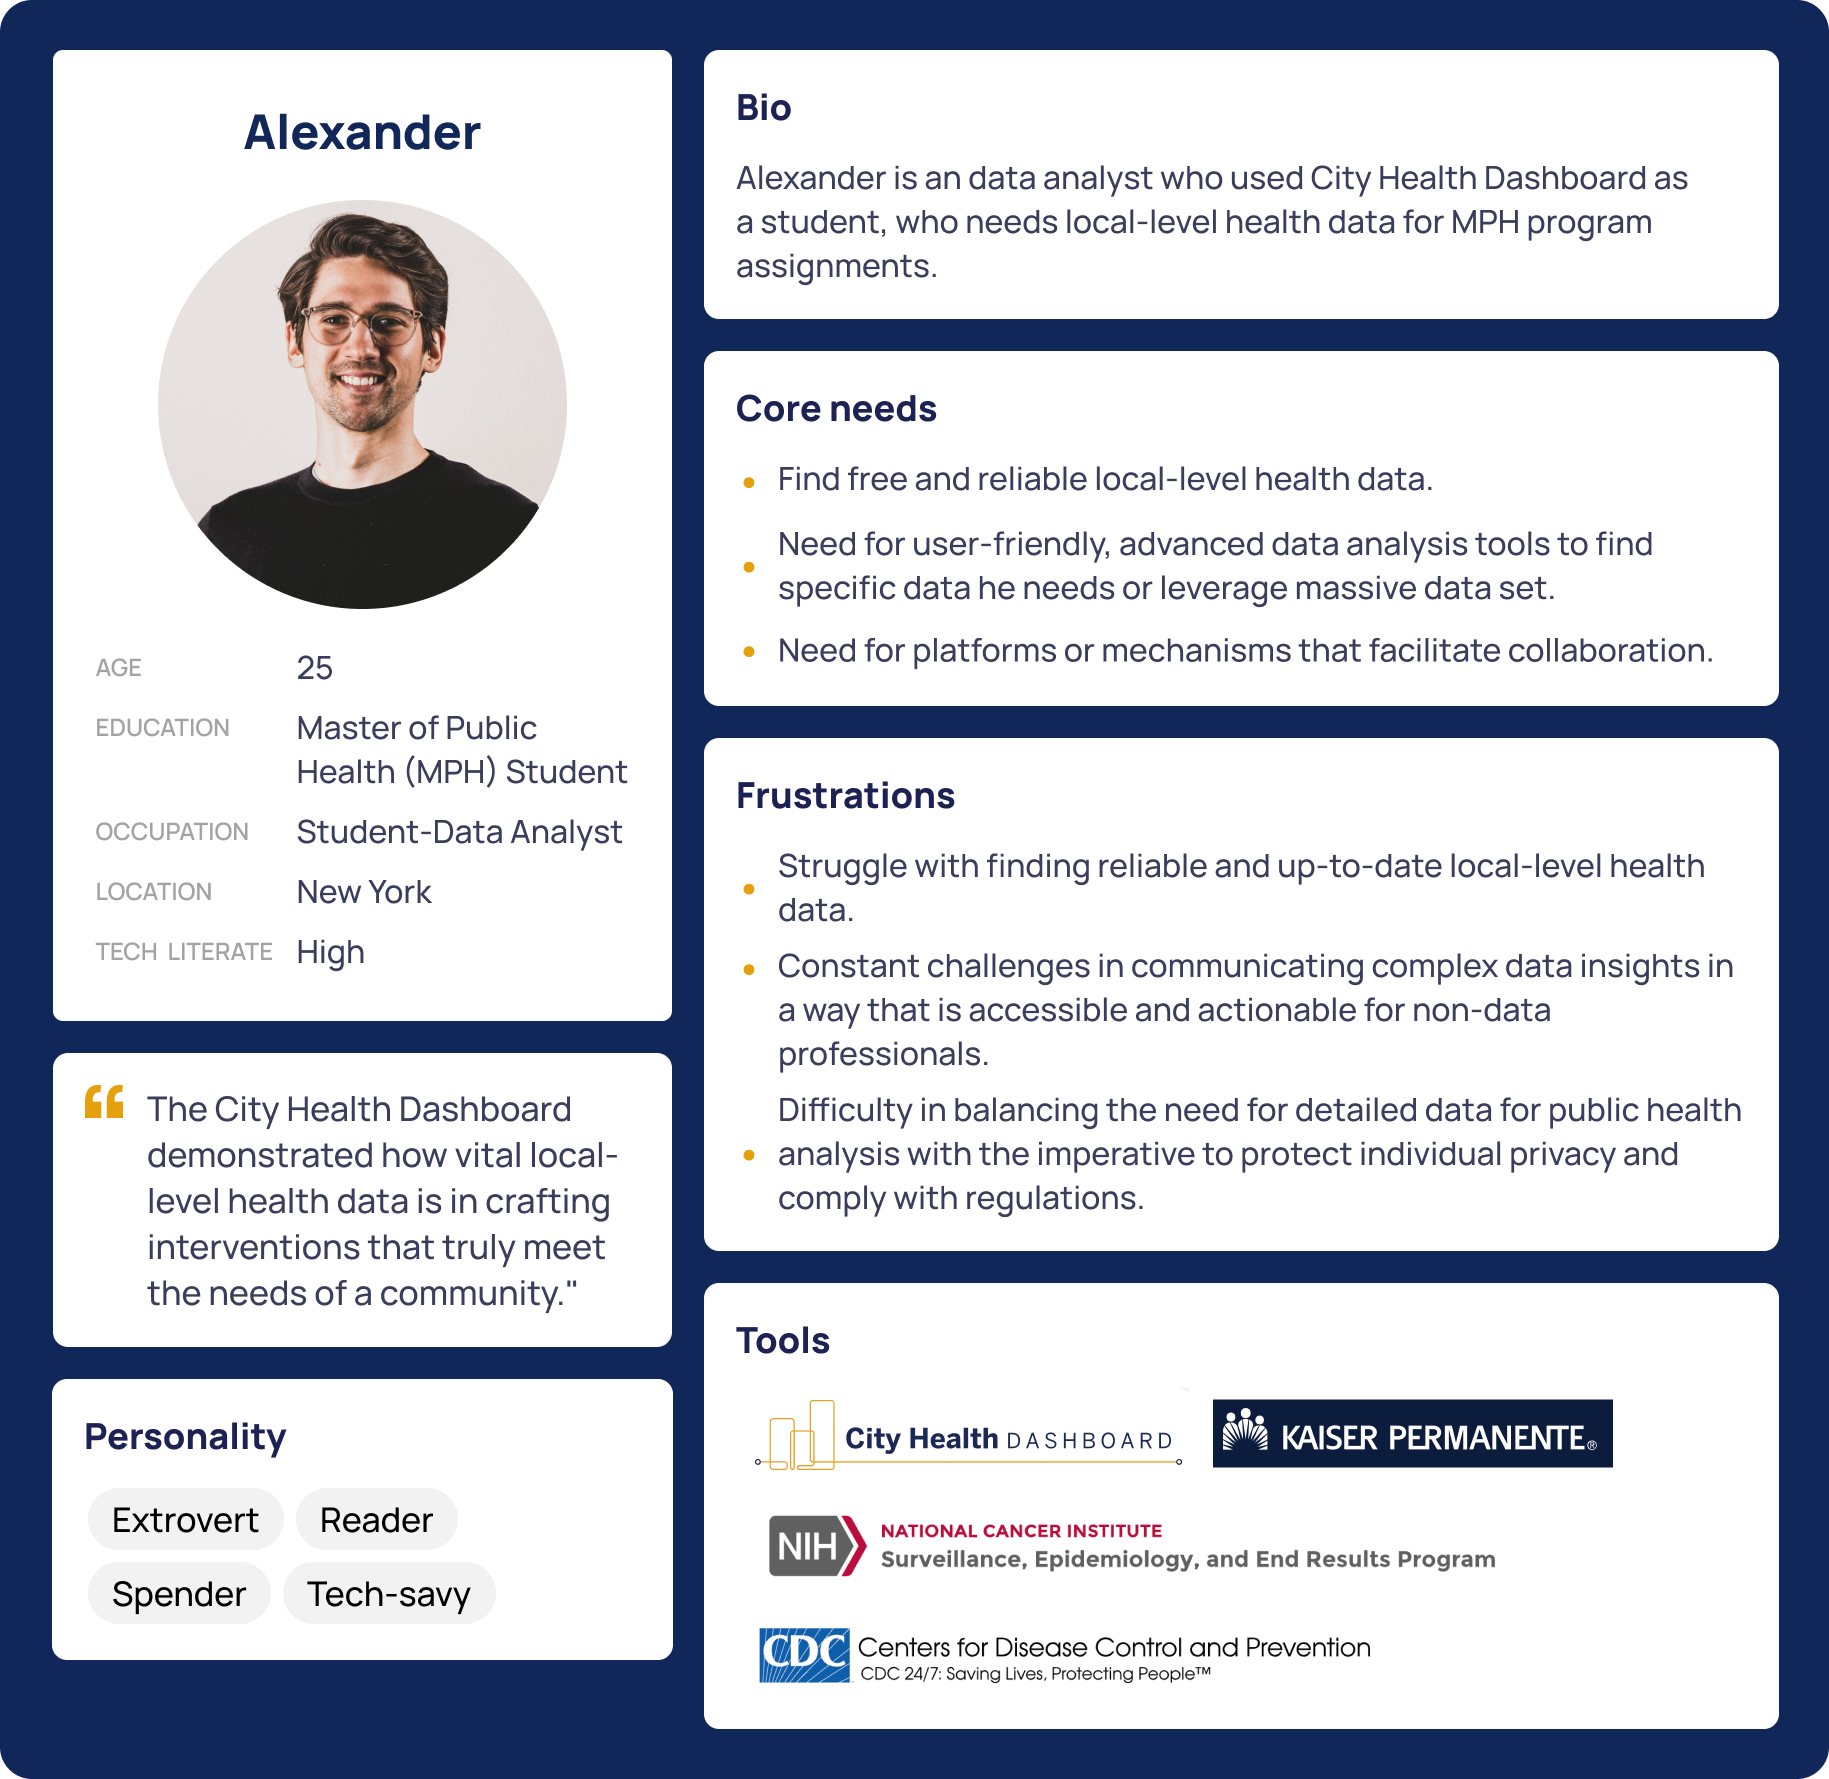 Alexander
AGE 25
EDUCATION Master of Public
Health (MPH) Student
OCCUPATION Student-Data Analyst
LOCATION New York
TECH LITERATE High
“ The City Health Dashboard
demonstrated how vital local-
level health data is in crafting
interventions that truly meet
the needs of a community."
Personality
Extrovert Reader
Spender Tech-savy
Bio
Alexander is an data analyst who used City Health Dashboard as
a student, who needs local-level health data for MPH program
assignments.
Core needs
• Find free and reliable local-level health data.
• Need for user-friendly, advanced data analysis tools to find
specific data he needs or leverage massive data set.
• Need for platforms or mechanisms that facilitate collaboration.
Frustrations
• Struggle with finding reliable and up-to-date local-level health
data.
• Constant challenges in communicating complex data insights in
a way that is accessible and actionable for non-data
professionals.
• Difficulty in balancing the need for detailed data for public health
analysis with the imperative to protect individual privacy and
comply with regulations.
Tools
City Health DASHBOARD
KAISER PERMANENTE®
NIH NATIONAL CANCER INSTITUTE
Surveillance, Epidemiology, and End Results Program
CDC Centers for Disease Control and Prevention
CDC 24/7: Saving Lives, Protecting People™